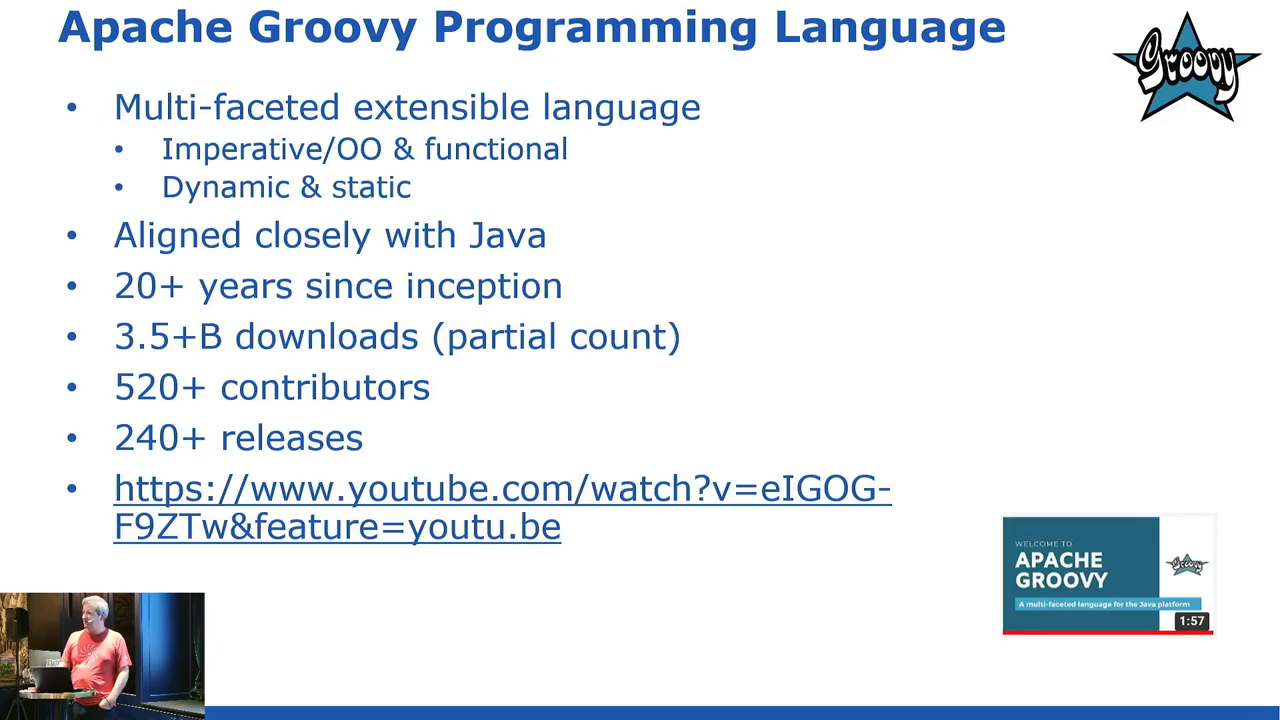 Apache Groovy Programming Language
Groovy
• Multi-faceted extensible language
• Imperative/OO & functional
• Dynamic & static
• Aligned closely with Java
• 20+ years since inception
• 3.5+B downloads (partial count)
• 520+ contributors
• 240+ releases
• https://www.youtube.com/watch?v=eIGOG-
F9ZTw&feature=youtu.be
WELCOME TO
APACHE
GROOVY
Groovy
A multi-faceted language for the Java platform
1:57